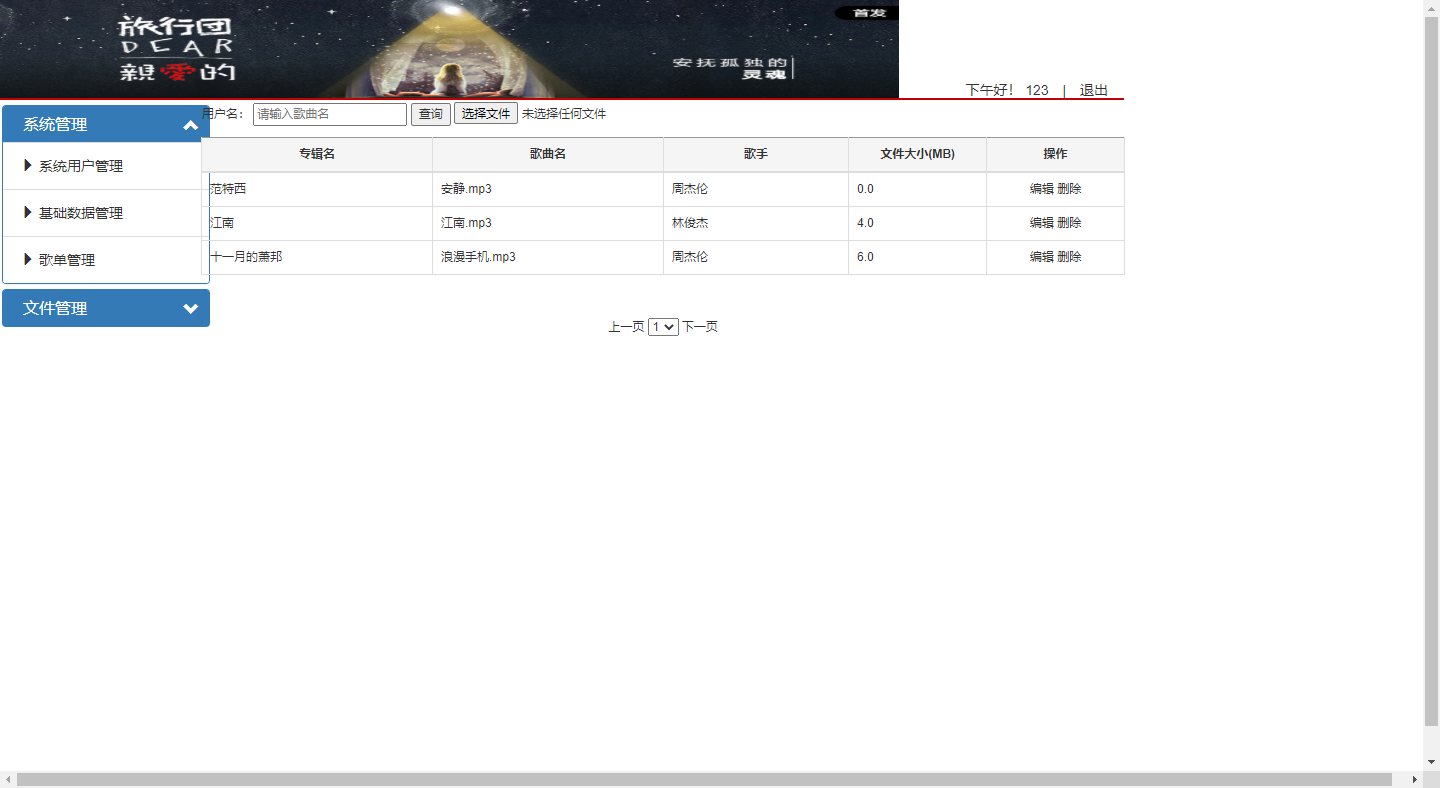 旅行团
DEAR
親愛的
首发
安抚孤独的
灵魂
下午好！ 123 | 退出
系统管理
系统用户管理
基础数据管理
歌单管理
文件管理
用户名： 请输入歌曲名 查询 选择文件 未选择任何文件
专辑名 歌曲名 歌手 文件大小(MB) 操作
范特西 安静.mp3 周杰伦 0.0 编辑 删除
江南 江南.mp3 林俊杰 4.0 编辑 删除
十一月的萧邦 浪漫手机.mp3 周杰伦 6.0 编辑 删除
上一页 1 下一页